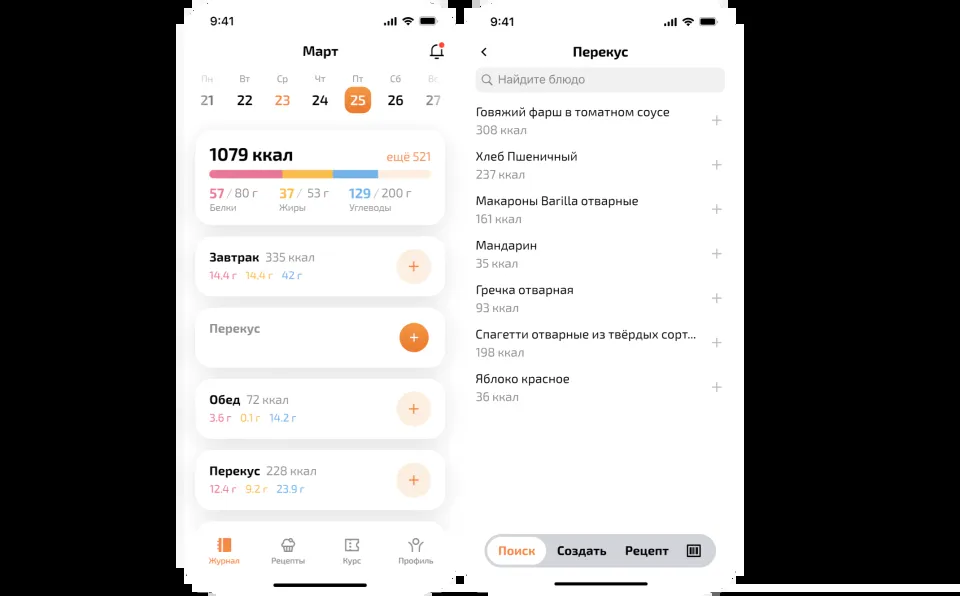 9:41
Март
Пн Вт Ср Чт Пт Сб Вс
21 22 23 24 25 26 27
1079 ккал ещё 521
57 / 80 г 37 / 53 г 129 / 200 г
Белки Жиры Углеводы
Завтрак 335 ккал
14.4 г 14.4 г 42 г
Перекус
Обед 72 ккал
3.6 г 0.1 г 14.2 г
Перекус 228 ккал
12.4 г 9.2 г 23.9 г
Журнал Рецепты Курс Профиль
9:41
Перекус
Найдите блюдо
Говяжий фарш в томатном соусе
308 ккал
Хлеб Пшеничный
237 ккал
Макароны Barilla отварные
161 ккал
Мандарин
35 ккал
Гречка отварная
93 ккал
Спагетти отварные из твёрдых сорт...
198 ккал
Яблоко красное
36 ккал
Поиск Создать Рецепт